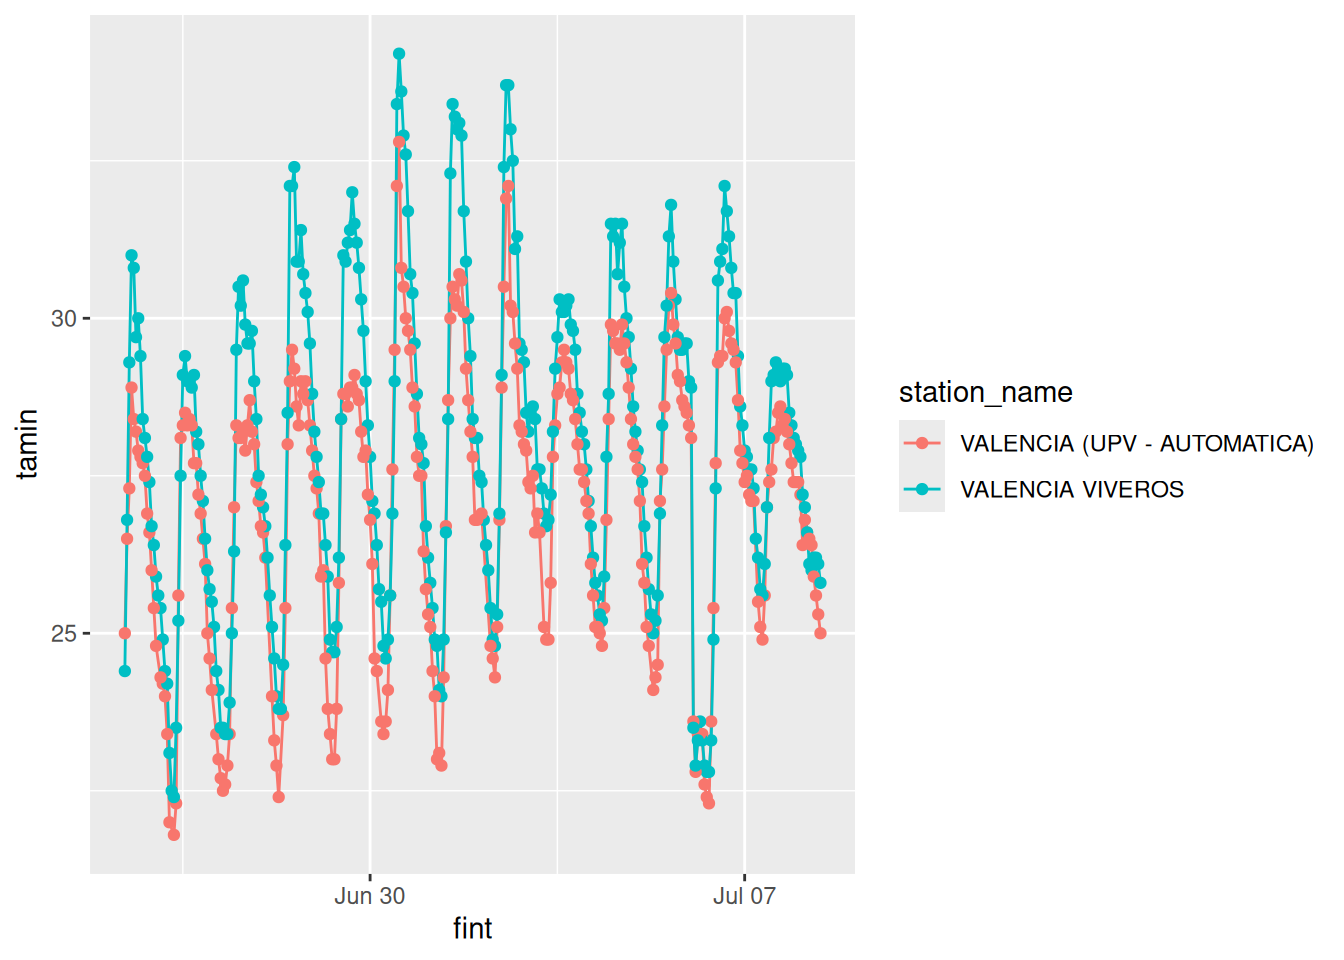 30
25
tamin
Jun 30
Jul 07
fint
station_name
VALENCIA (UPV - AUTOMATICA)
VALENCIA VIVEROS